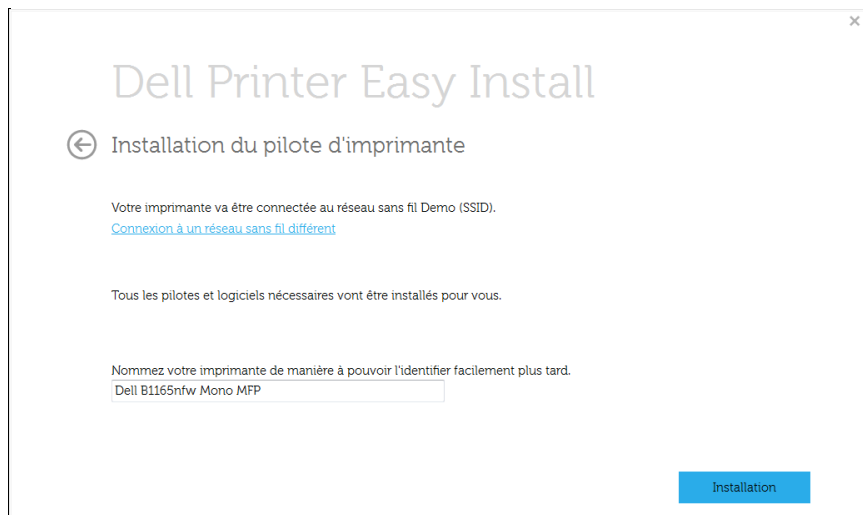 Dell Printer Easy Install
Installation du pilote d'imprimante
Votre imprimante va être connectée au réseau sans fil Demo (SSID).
Connexion à un réseau sans fil différent
Tous les pilotes et logiciels nécessaires vont être installés pour vous.
Nommez votre imprimante de manière à pouvoir l'identifier facilement plus tard.
Dell B1165nfw Mono MFP
Installation